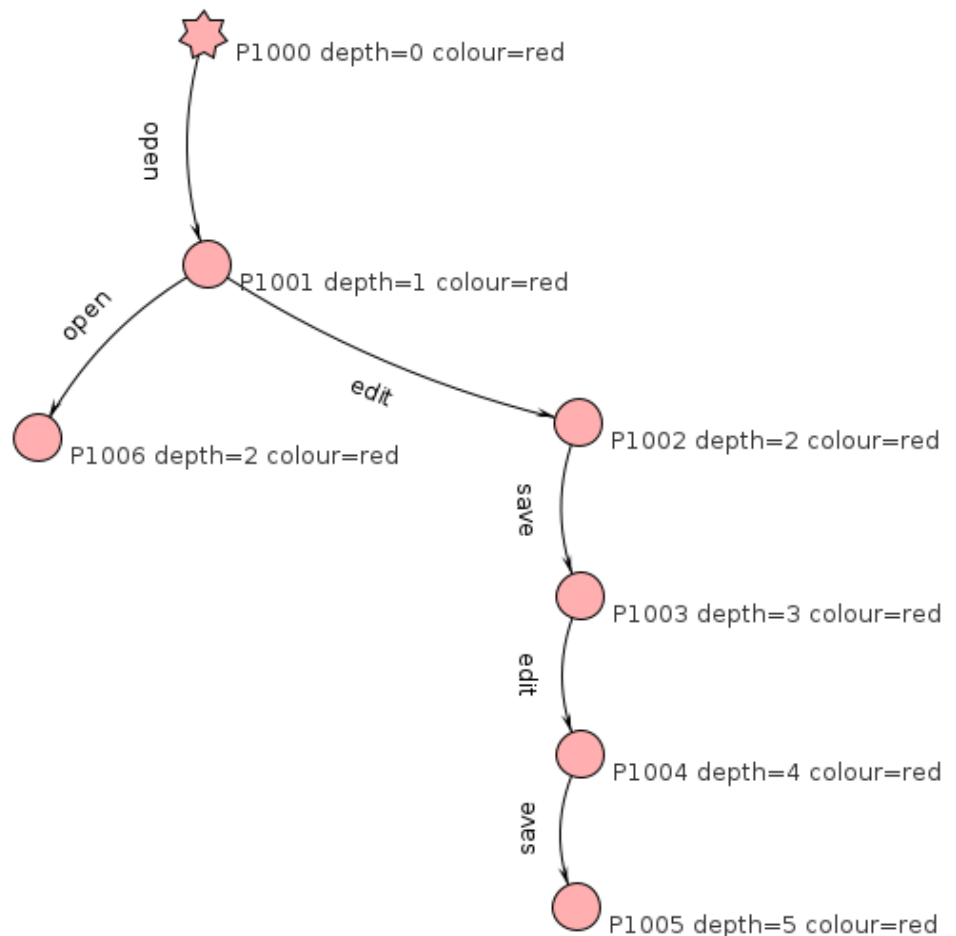 P1000 depth=0 colour=red
open
P1001 depth=1 colour=red
open
edit
P1002 depth=2 colour=red
P1006 depth=2 colour=red
save
P1003 depth=3 colour=red
edit
P1004 depth=4 colour=red
save
P1005 depth=5 colour=red